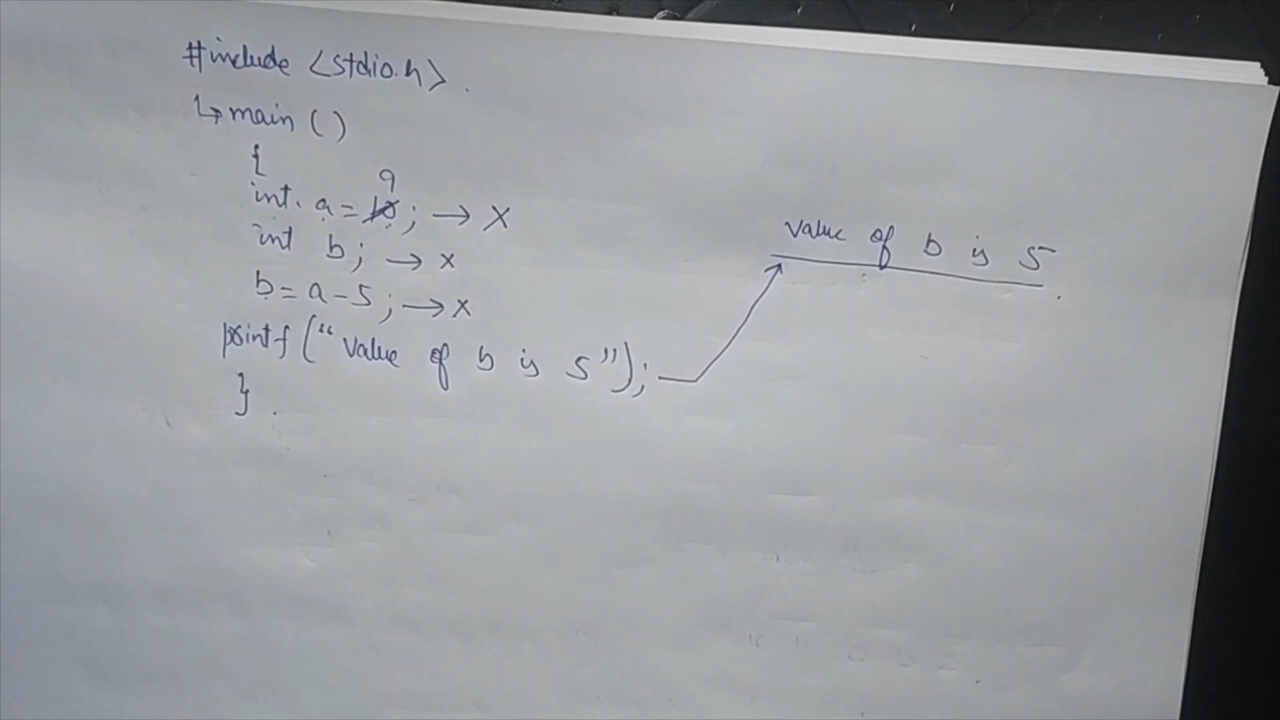 #include <stdio.h>
↳ main ()
{
9
int. a = 10; → X
int b; → x
b = a - 5; → x
printf ("Value of b is 5");
}.
Value of b is 5